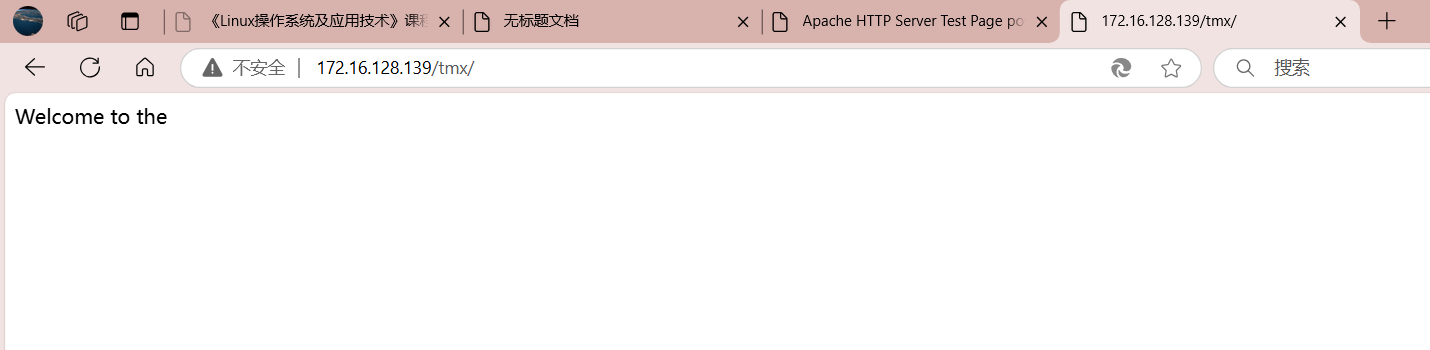 《Linux操作系统及应用技术》课程
无标题文档
Apache HTTP Server Test Page po
172.16.128.139/tmx/
不安全
172.16.128.139/tmx/
搜索
Welcome to the